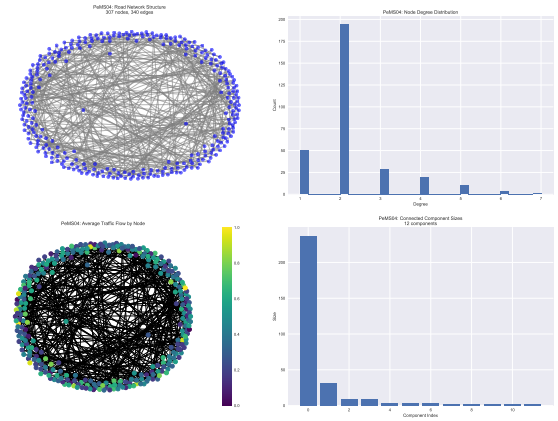 PeMS04: Road Network Structure
307 nodes, 340 edges
PeMS04: Node Degree Distribution
200
175
150
125
100
75
50
25
0
Count
1 2 3 4 5 6 7
Degree
PeMS04: Average Traffic Flow by Node
1.0
0.8
0.6
0.4
0.2
0.0
PeMS04: Connected Component Sizes
12 components
200
150
100
50
0
Size
0 2 4 6 8 10
Component Index